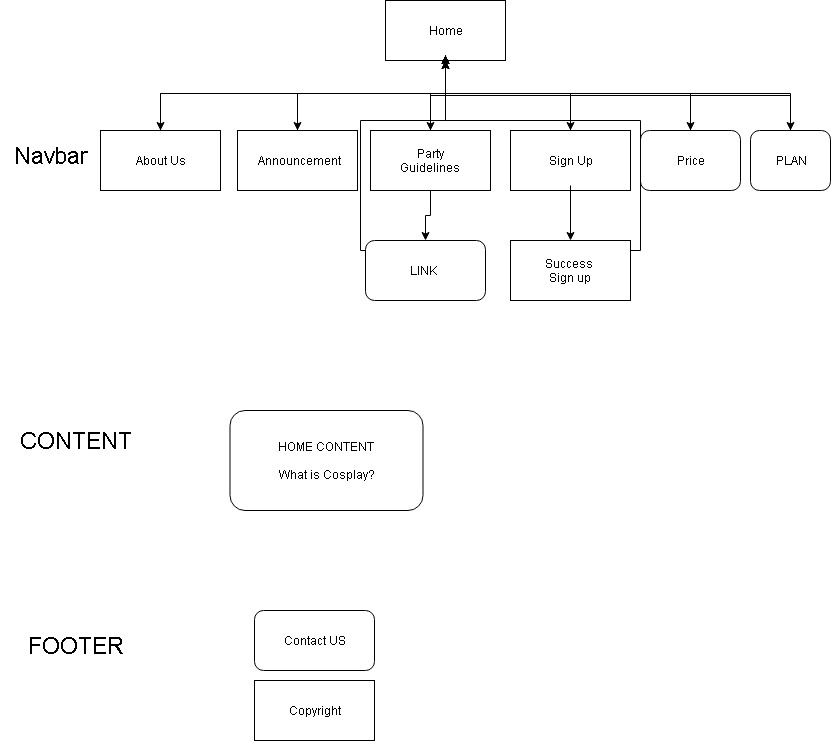 Home
Navbar
About Us
Announcement
Party
Guidelines
Sign Up
Price
PLAN
LINK
Success
Sign up
CONTENT
HOME CONTENT
What is Cosplay?
FOOTER
Contact US
Copyright